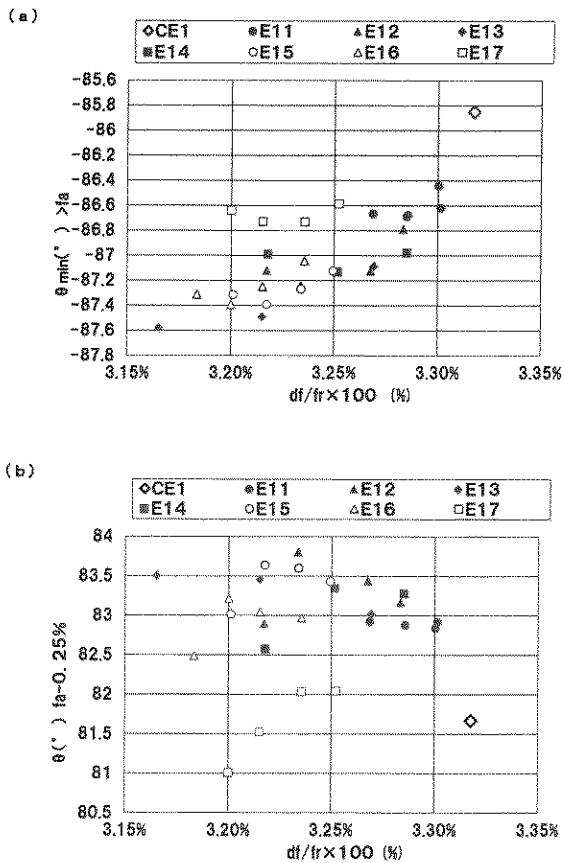 (a)
◇CE1 ●E11 ▲E12 ◆E13
■E14 ○E15 △E16 □E17
-85.6
-85.8
-86
-86.2
-86.4
-86.6
-86.8
-87
-87.2
-87.4
-87.6
-87.8
θmin(°) >fa
3.15% 3.20% 3.25% 3.30% 3.35%
df/fr×100 (%)
(b)
◇CE1 ●E11 ▲E12 ◆E13
■E14 ○E15 △E16 □E17
84
83.5
83
82.5
82
81.5
81
80.5
θ(°) fa-0.25%
3.15% 3.20% 3.25% 3.30% 3.35%
df/fr×100 (%)